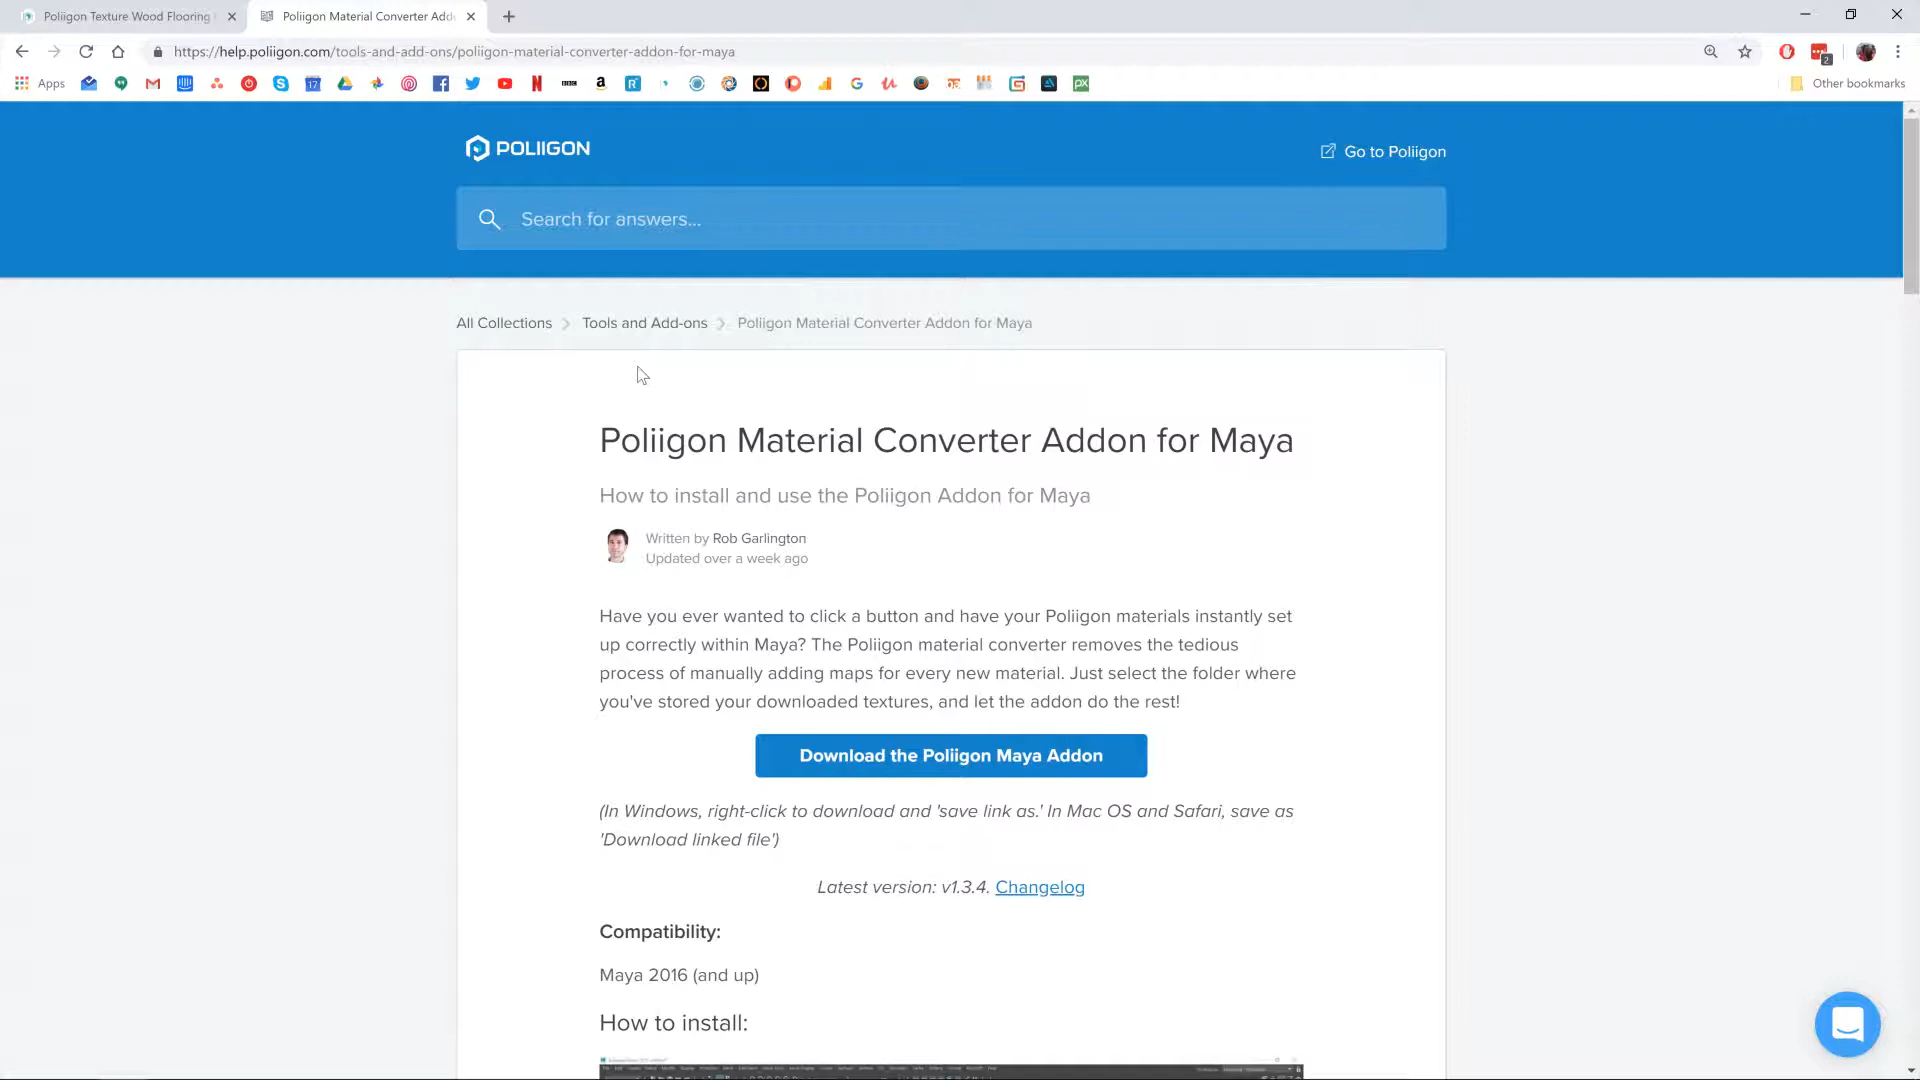 Poliigon Texture Wood Flooring
Poliigon Material Converter Add
https://help.poliigon.com/tools-and-add-ons/poliigon-material-converter-addon-for-maya
Apps
Other bookmarks
POLIIGON
Go to Poliigon
Search for answers...
All Collections
Tools and Add-ons
Poliigon Material Converter Addon for Maya
Poliigon Material Converter Addon for Maya
How to install and use the Poliigon Addon for Maya
Written by Rob Garlington
Updated over a week ago
Have you ever wanted to click a button and have your Poliigon materials instantly set
up correctly within Maya? The Poliigon material converter removes the tedious
process of manually adding maps for every new material. Just select the folder where
you've stored your downloaded textures, and let the addon do the rest!
Download the Poliigon Maya Addon
(In Windows, right-click to download and 'save link as.' In Mac OS and Safari, save as
'Download linked file')
Latest version: v1.3.4. Changelog
Compatibility:
Maya 2016 (and up)
How to install: